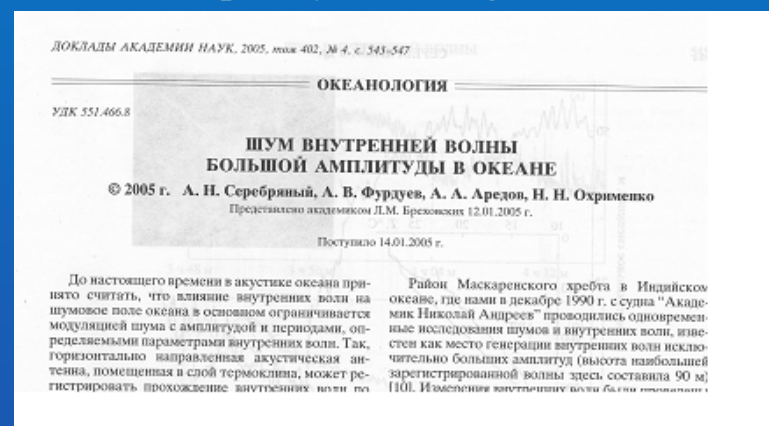 ДОКЛАДЫ АКАДЕМИИ НАУК, 2005, том 402, № 4, с. 543–547
ОКЕАНОЛОГИЯ
УДК 551.466.8
ШУМ ВНУТРЕННЕЙ ВОЛНЫ
БОЛЬШОЙ АМПЛИТУДЫ В ОКЕАНЕ
© 2005 г. А. Н. Серебряный, А. В. Фурдуев, А. А. Аредов, Н. Н. Охрименко
Представлено академиком Л.М. Бреховских 12.01.2005 г.
Поступило 14.01.2005 г.
До настоящего времени в акустике океана при-
нято считать, что влияние внутренних волн на
шумовое поле океана в основном ограничивается
модуляцией шума с амплитудой и периодами, оп-
ределяемыми параметрами внутренних волн. Так,
горизонтально направленная акустическая ан-
тенна, помещенная в слой термоклина, может ре-
гистрировать прохождение внутренних волн по
Район Маскаренского хребта в Индийском
океане, где нами в декабре 1990 г. с судна “Акаде-
мик Николай Андреев” проводились одновремен-
ные исследования шумов и внутренних волн, изве-
стен как место генерации внутренних волн исклю-
чительно больших амплитуд (высота наибольшей
зарегистрированной волны здесь составила 90 м)
[10]. Измерения внутренних волн были проведены